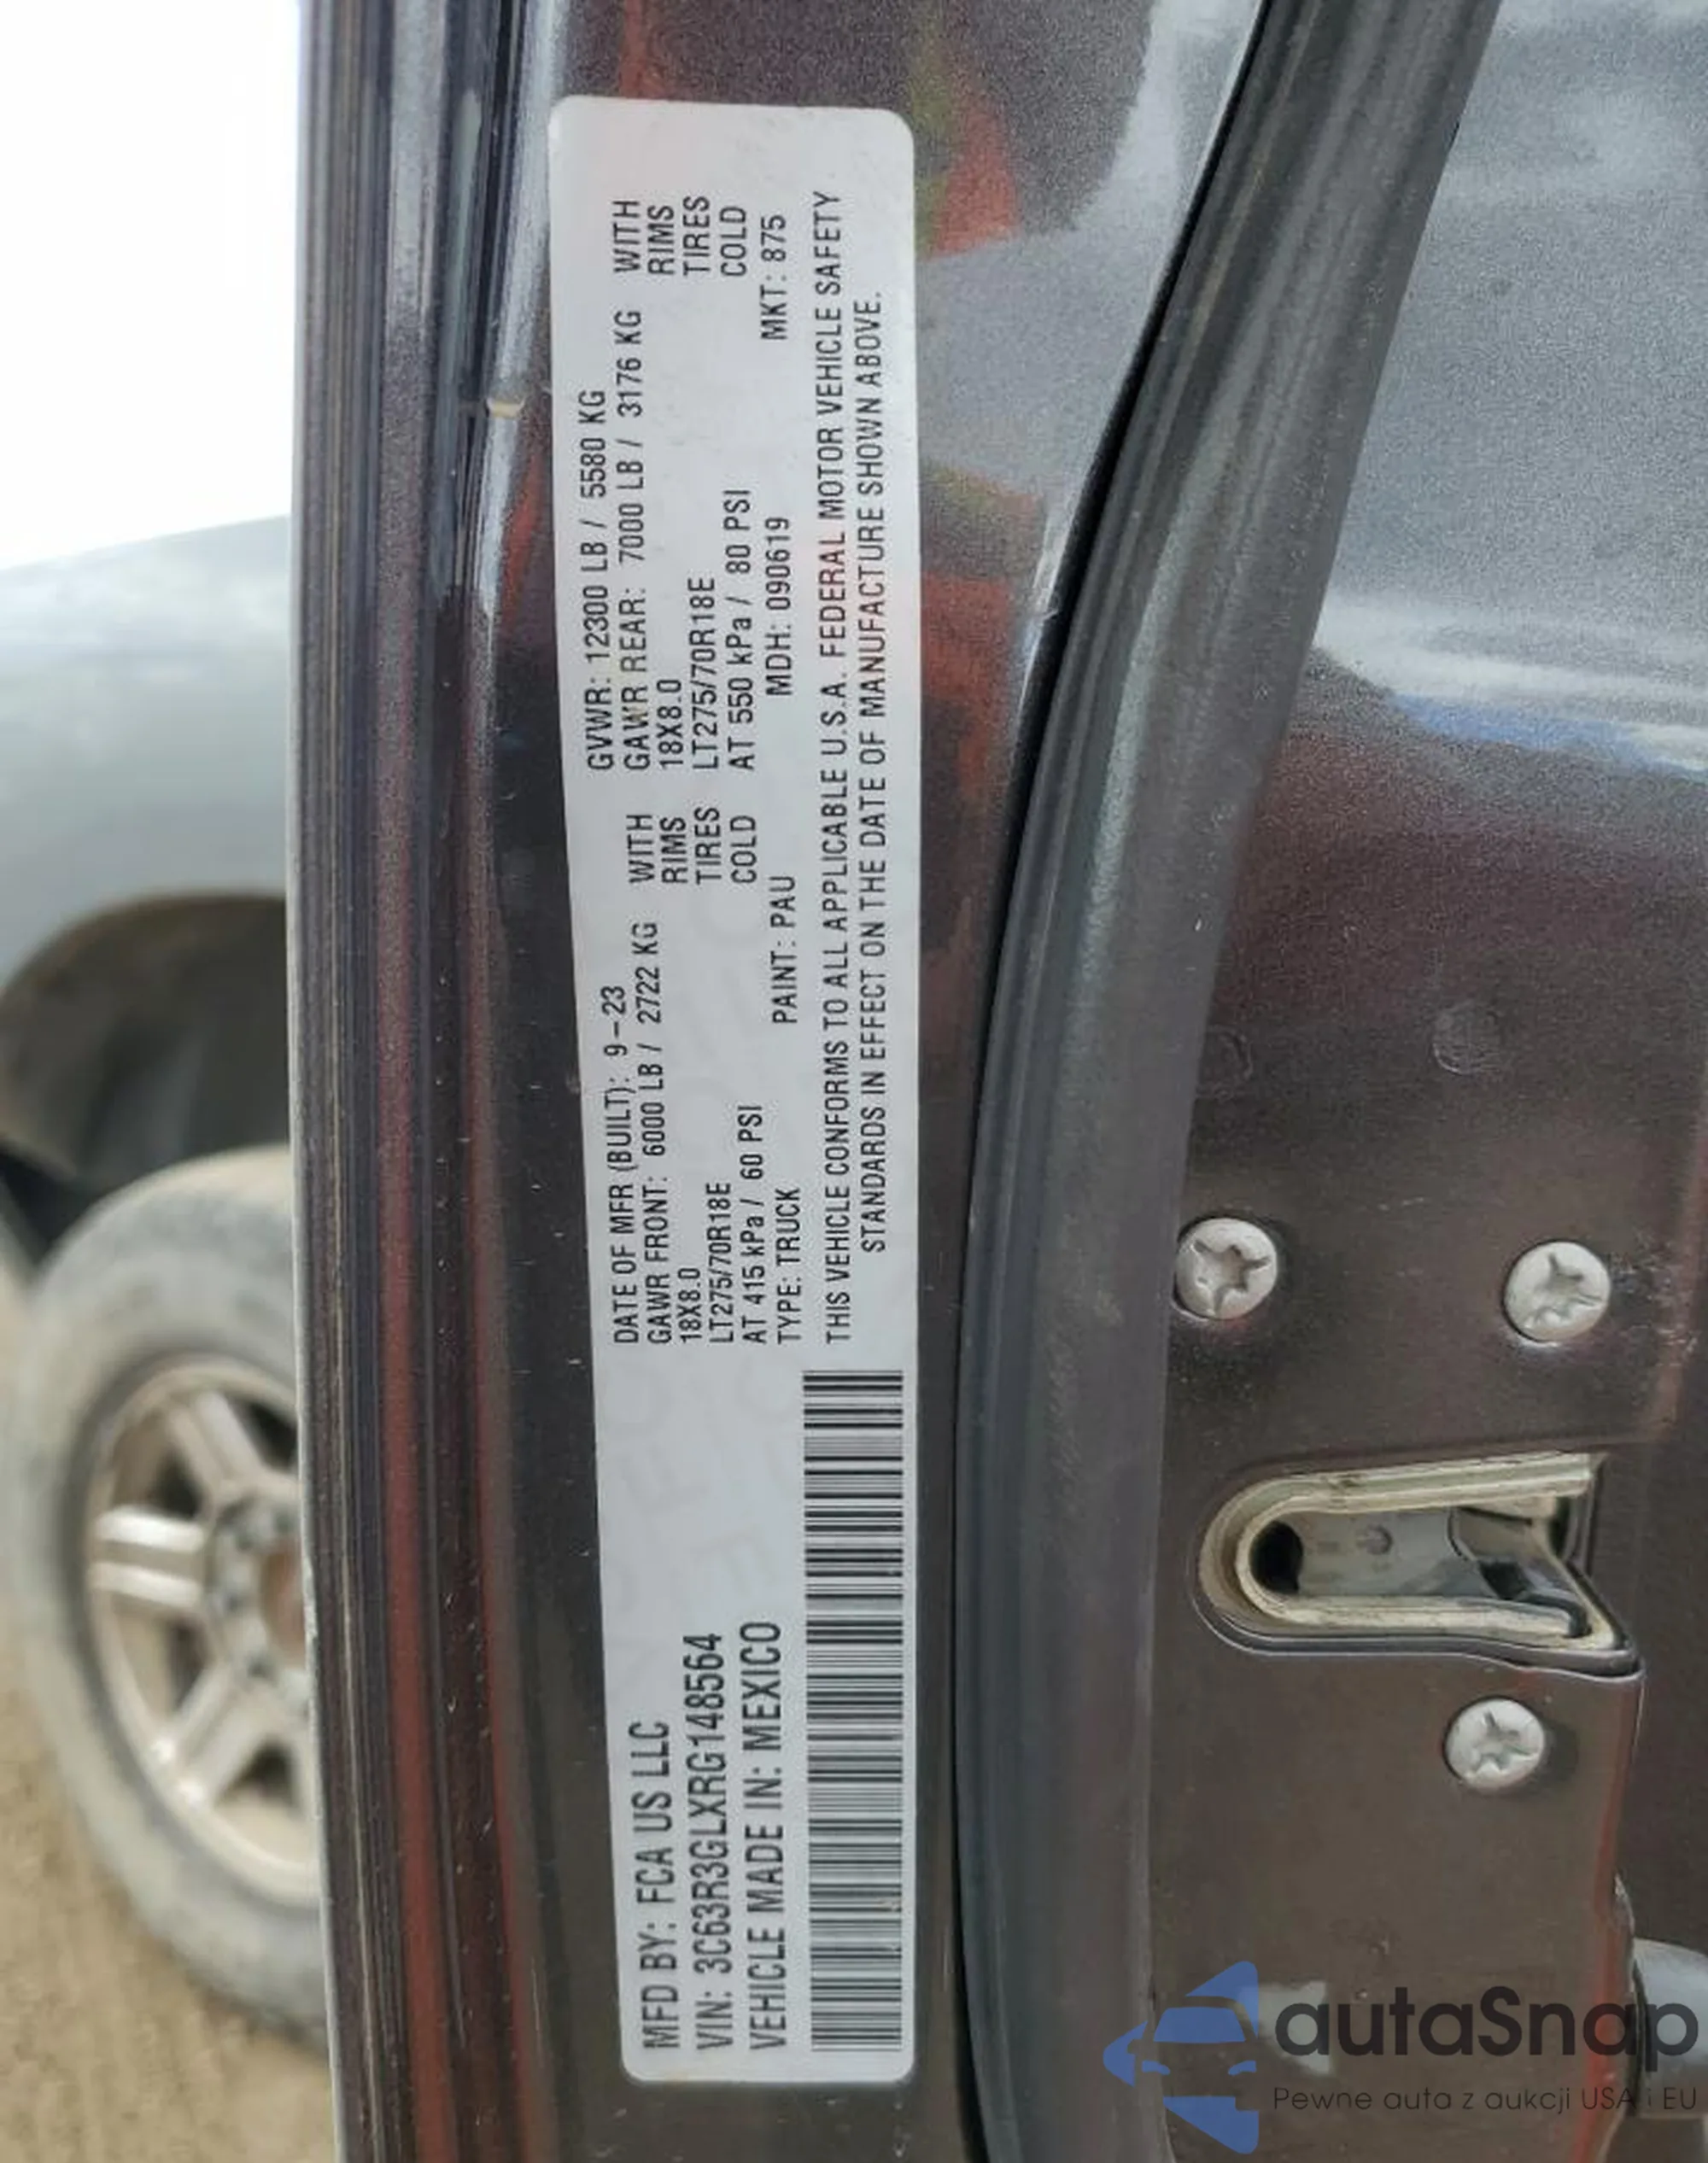 MFD BY: FCA US LLC
VIN: 3C63R3GLXRG148564
VEHICLE MADE IN: MEXICO
DATE OF MFR (BUILT): 9-23 GVWR: 12300 LB / 5580 KG
GAWR FRONT: 6000 LB / 2722 KG WITH GAWR REAR: 7000 LB / 3176 KG WITH
18X8.0 RIMS 18X8.0 RIMS
LT275/70R18E TIRES LT275/70R18E TIRES
AT 415 kPa / 60 PSI COLD AT 550 kPa / 80 PSI COLD
TYPE: TRUCK PAINT: PAU MDH: 090619 MKT: 875
THIS VEHICLE CONFORMS TO ALL APPLICABLE U.S.A. FEDERAL MOTOR VEHICLE SAFETY
STANDARDS IN EFFECT ON THE DATE OF MANUFACTURE SHOWN ABOVE.
autaSnap
Pewne auta z aukcji USA i EU